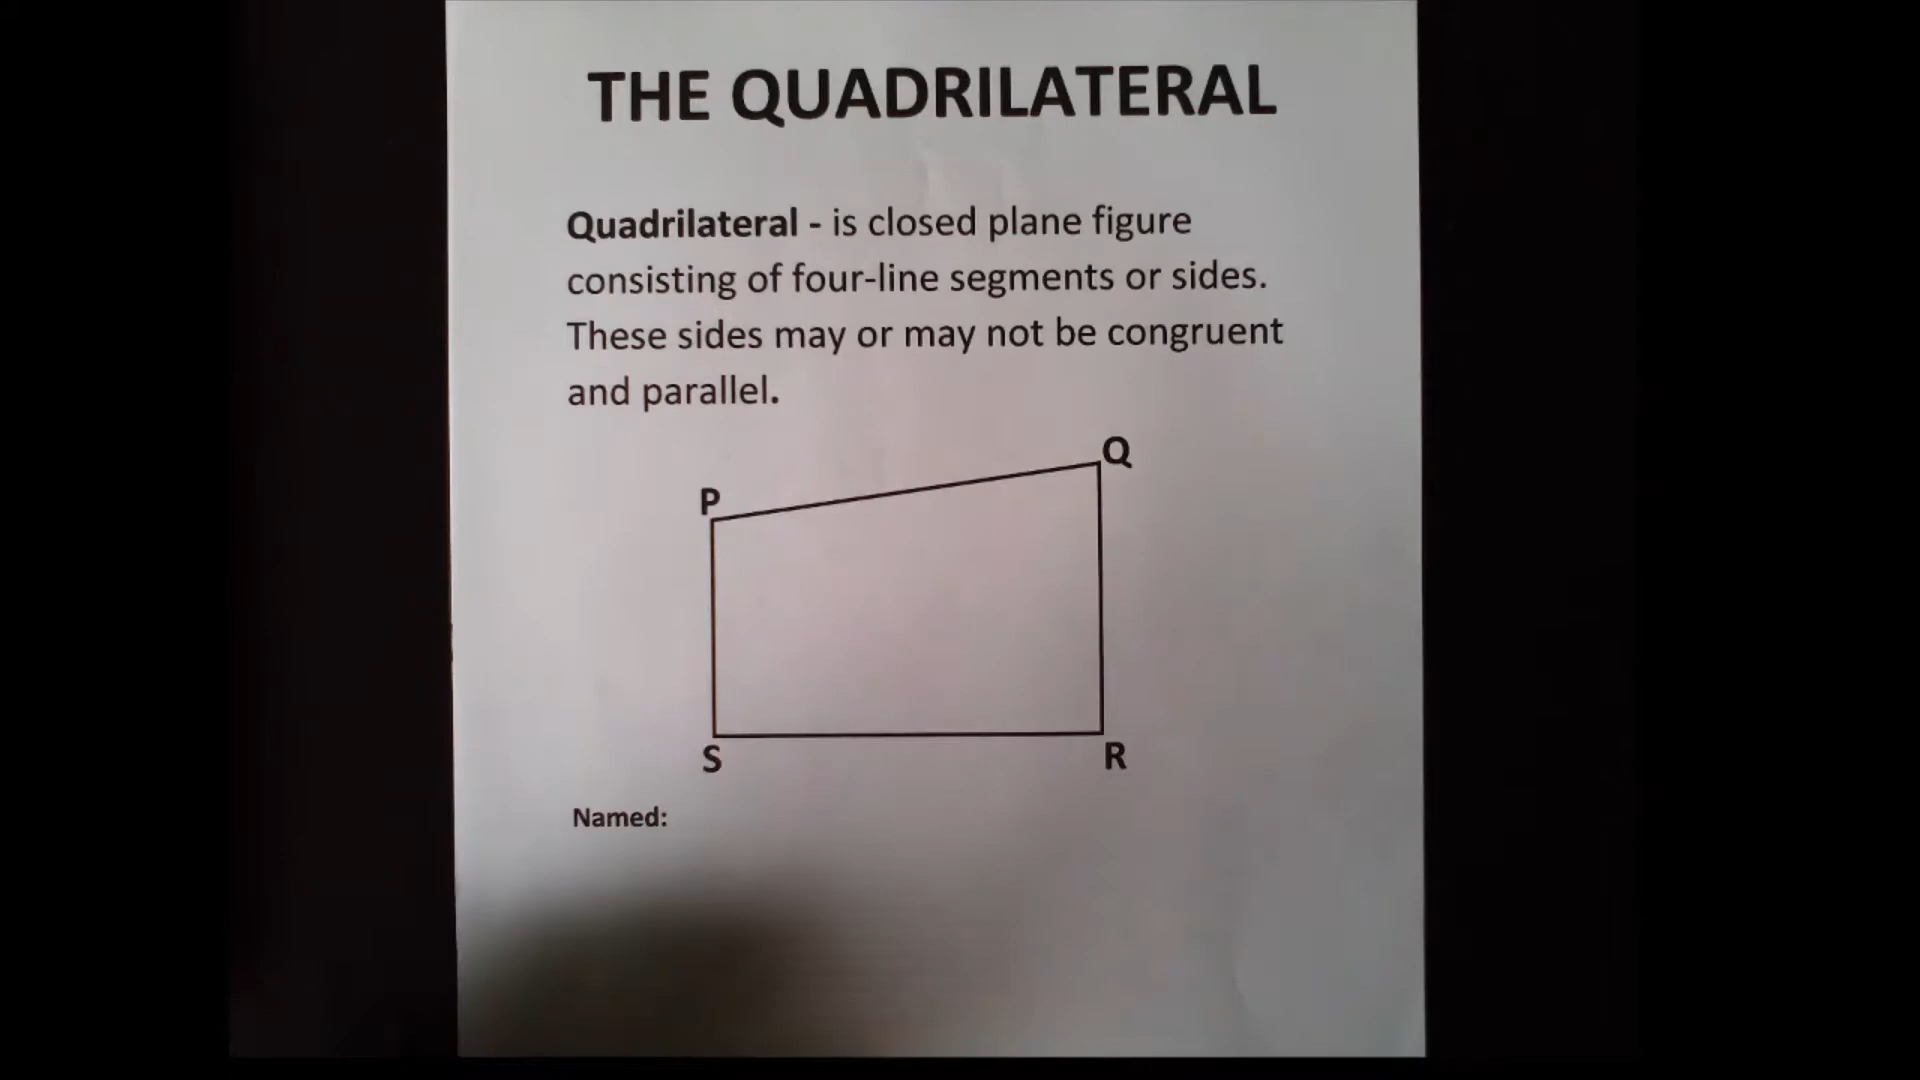 THE QUADRILATERAL
Quadrilateral - is closed plane figure
consisting of four-line segments or sides.
These sides may or may not be congruent
and parallel.
Q
P
S
R
Named: